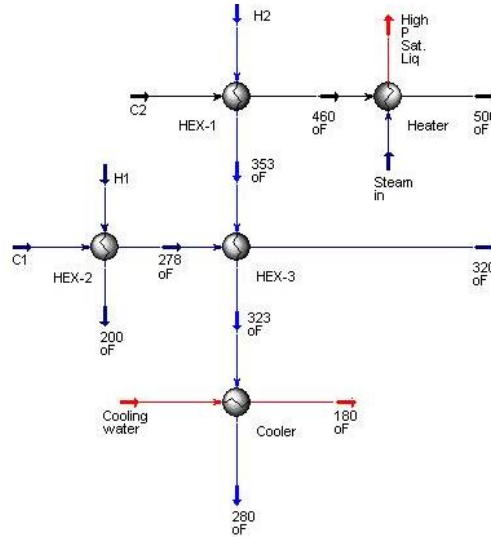 H2
High
P
Sat.
Liq
C2
HEX-1
460
oF
Heater
500
oF
353
oF
Steam
in
H1
C1
HEX-2
278
oF
HEX-3
320
oF
200
oF
323
oF
Cooling
water
Cooler
180
oF
280
oF